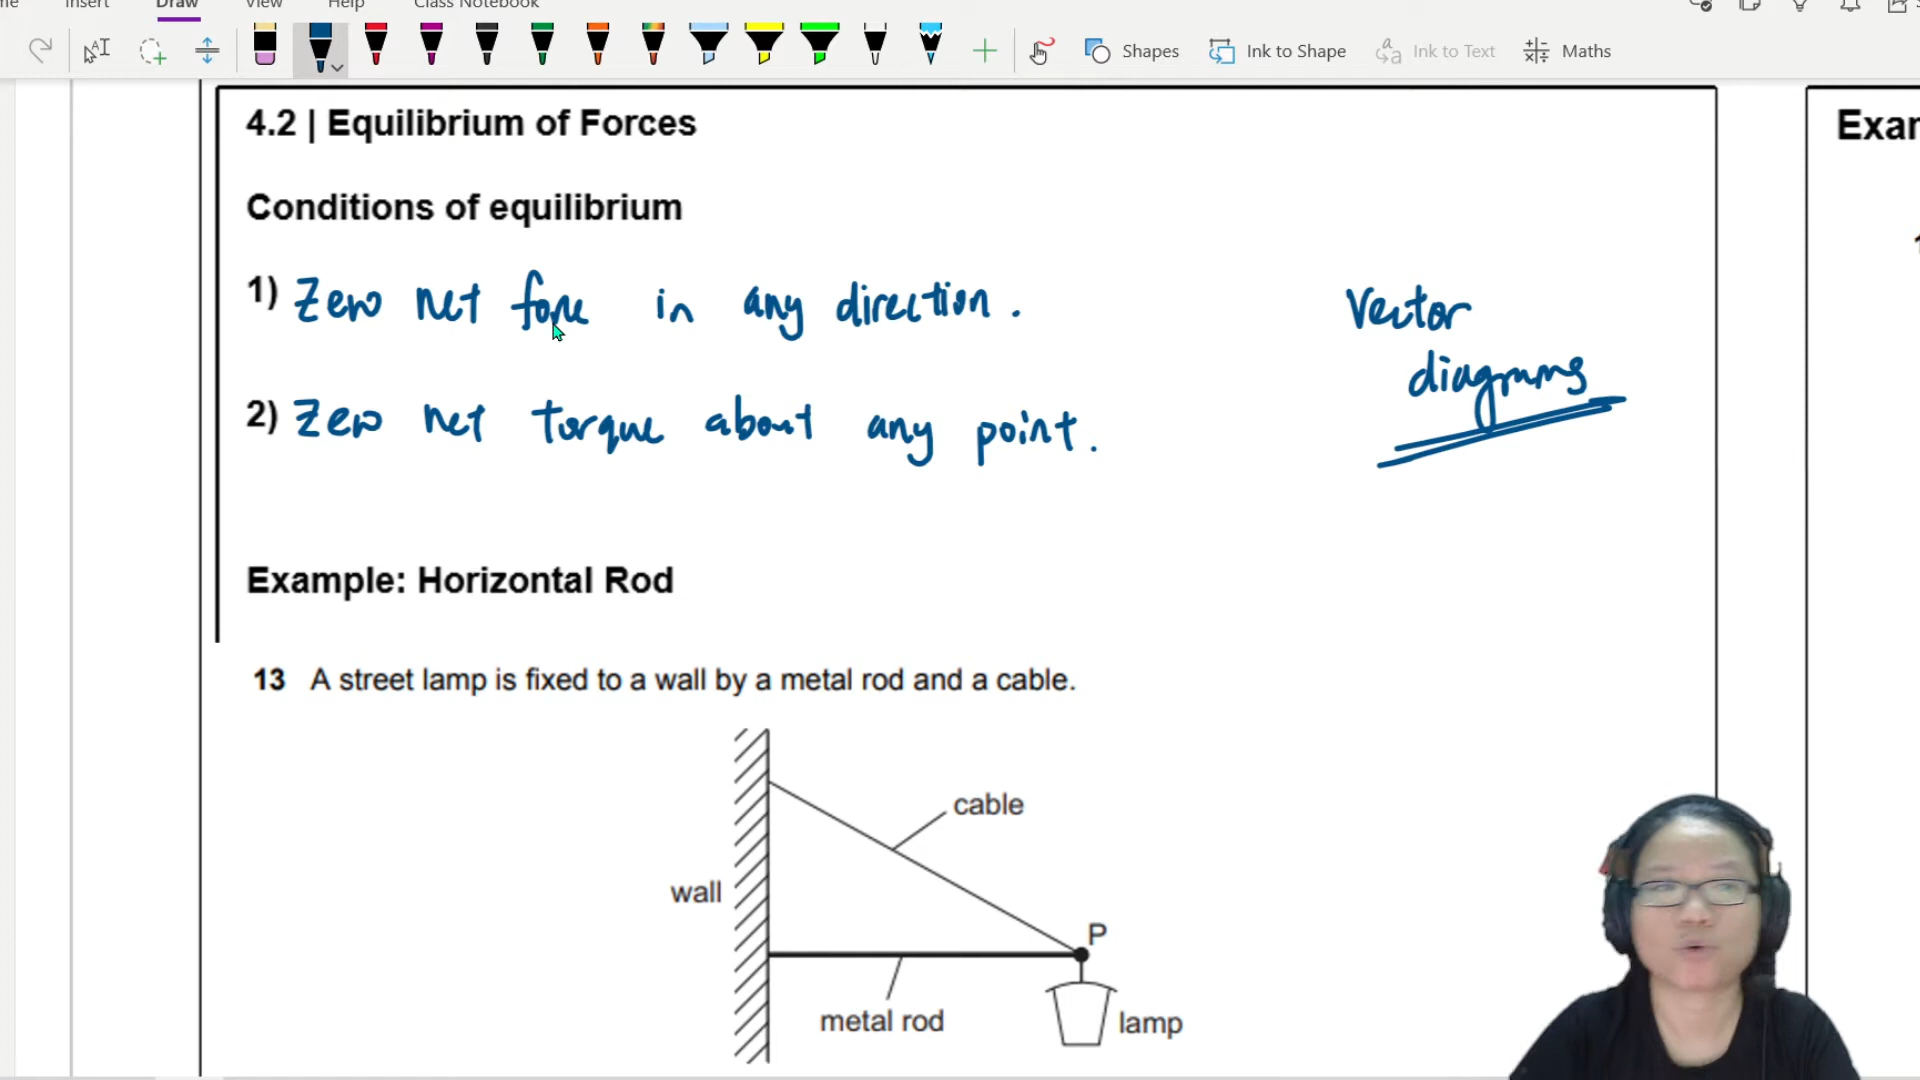 Insert Draw View Help Class Notebook
Shapes Ink to Shape Ink to Text Maths
4.2 | Equilibrium of Forces
Conditions of equilibrium
1) Zero net force in any direction.
2) Zero net torque about any point.
Vector
diagrams
Example: Horizontal Rod
13 A street lamp is fixed to a wall by a metal rod and a cable.
cable
wall
P
metal rod
lamp